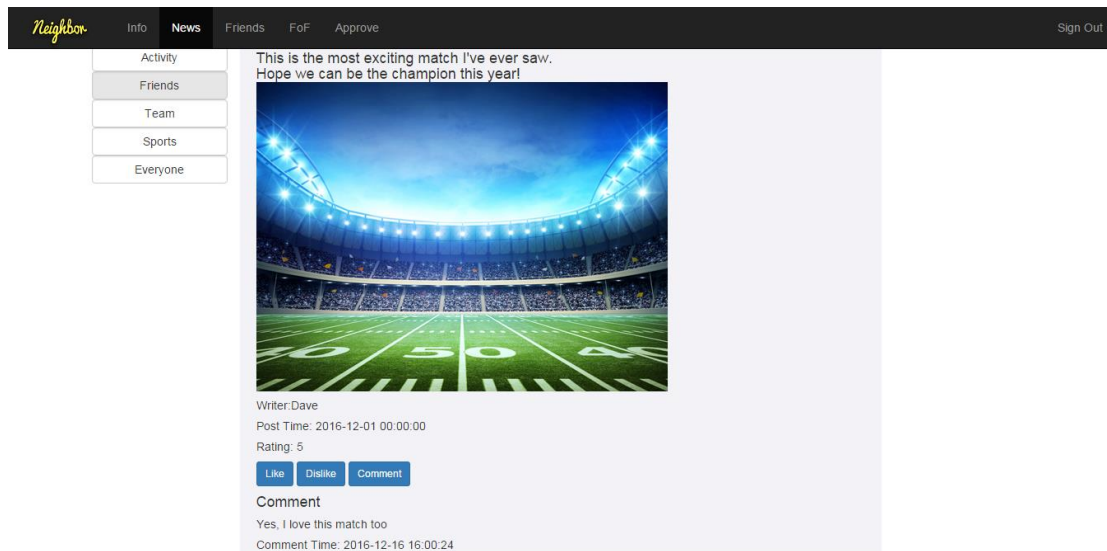 Neighbor Info News Friends FoF Approve Sign Out
Activity
Friends
Team
Sports
Everyone
This is the most exciting match I've ever saw.
Hope we can be the champion this year!
40 50 40
Writer:Dave
Post Time: 2016-12-01 00:00:00
Rating: 5
Like Dislike Comment
Comment
Yes, I love this match too
Comment Time: 2016-12-16 16:00:24